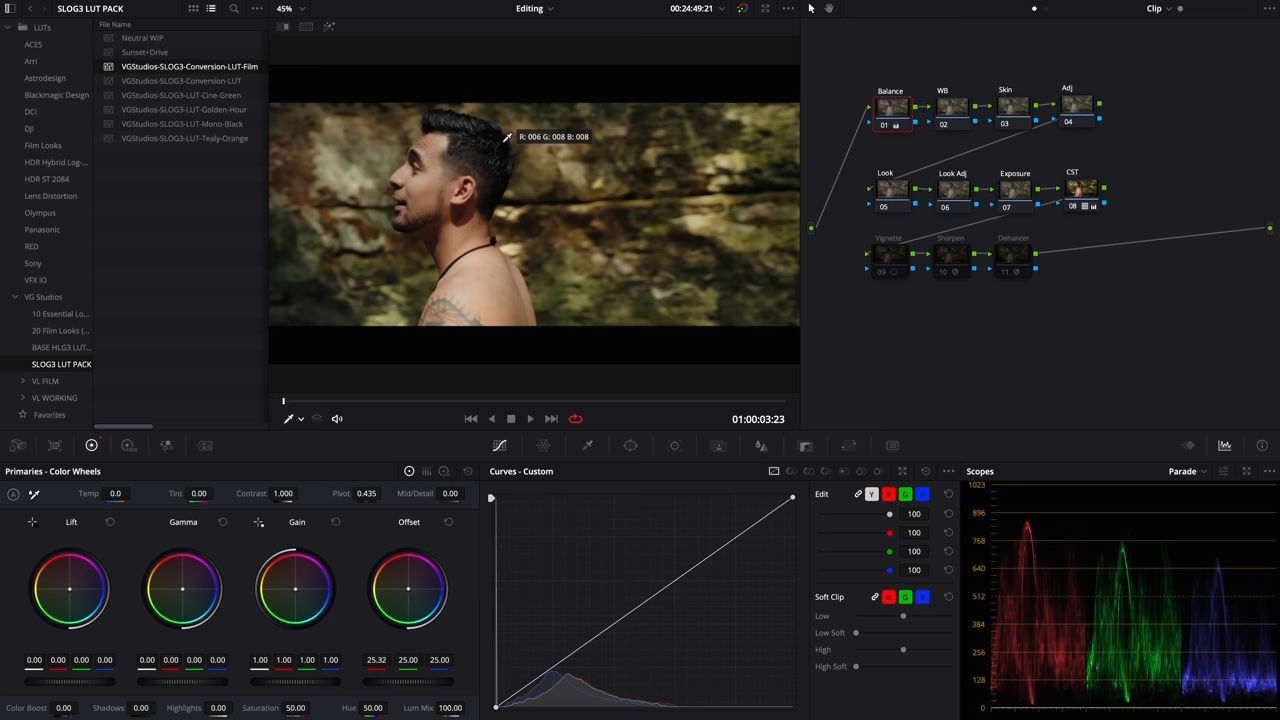 SLOG3 LUT PACK
45%
Editing
00:24:49:21
Clip
LUTs
ACES
Arri
Astrodesign
Blackmagic Design
DCI
DJI
Film Looks
HDR Hybrid Log-...
HDR ST 2084
Lens Distortion
Olympus
Panasonic
RED
Sony
VFX IO
VG Studios
10 Essential Lo...
20 Film Looks (...
BASE HLG3 LUT...
SLOG3 LUT PACK
VL FILM
VL WORKING
Favorites
File Name
Neutral WIP
Sunset+Drive
VGStudios-SLOG3-Conversion-LUT-Film
VGStudios-SLOG3-Conversion-LUT
VGStudios-SLOG3-LUT-Cine-Green
VGStudios-SLOG3-LUT-Golden-Hour
VGStudios-SLOG3-LUT-Mono-Black
VGStudios-SLOG3-LUT-Tealy-Orange
R: 006 G: 008 B: 008
01:00:03:23
Balance WB Skin Adj
01 02 03 04
Look Look Adj Exposure CST
05 06 07 08
Vignette Sharpen Dehancer
09 10 11
Primaries - Color Wheels
Temp 0.0 Tint 0.00 Contrast 1.000 Pivot 0.435 Mid/Detail 0.00
Lift Gamma Gain Offset
0.00 0.00 0.00 0.00 0.00 0.00 0.00 0.00 1.00 1.00 1.00 1.00 25.32 25.00 25.00
Color Boost 0.00 Shadows 0.00 Highlights 0.00 Saturation 50.00 Hue 50.00 Lum Mix 100.00
Curves - Custom
Edit Y R G B
100
100
100
100
Soft Clip R G B
Low
Low Soft
High
High Soft
Scopes
Parade
1023
896
768
640
512
384
256
128
0